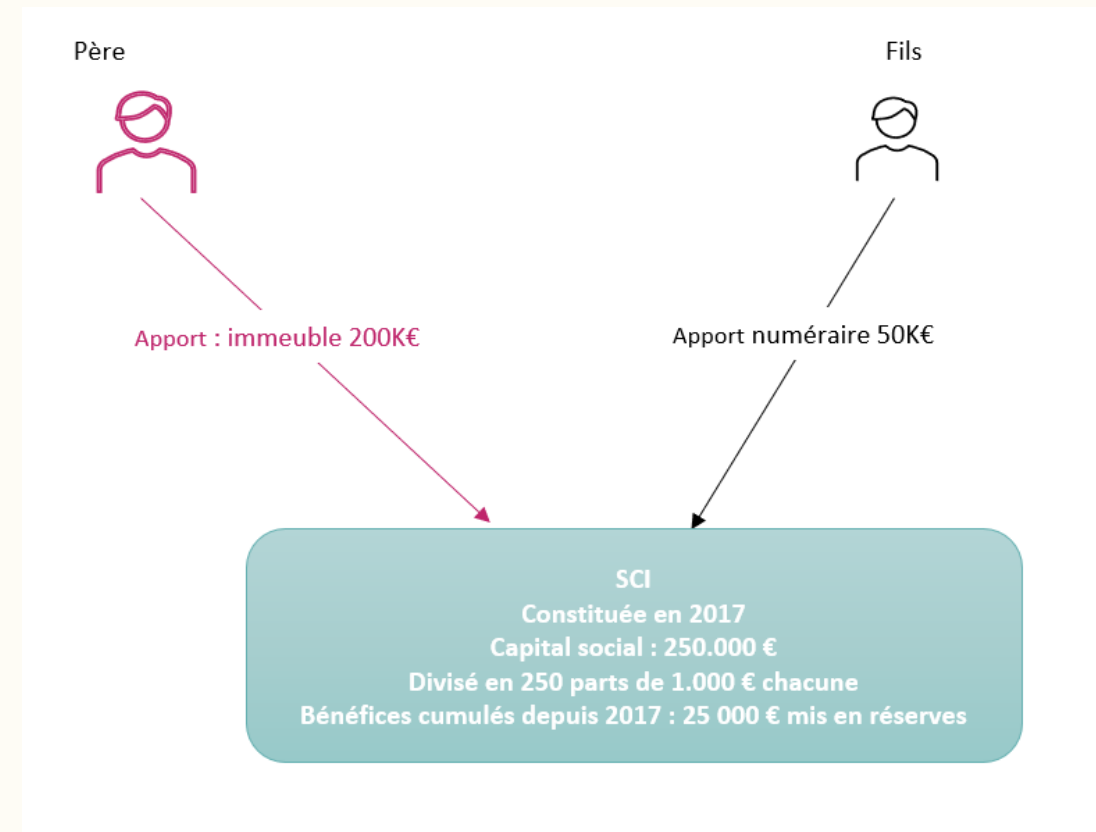 Père
Fils
Apport : immeuble 200K€
Apport numéraire 50K€
SCI
Constituée en 2017
Capital social : 250.000 €
Divisé en 250 parts de 1.000 € chacune
Bénéfices cumulés depuis 2017 : 25 000 € mis en réserves